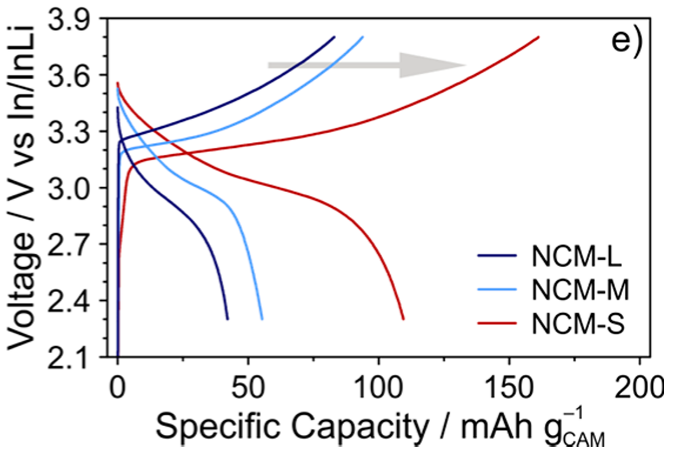 e)
3.9
3.6
3.3
3.0
2.7
2.4
2.1
Voltage / V vs In/InLi
NCM-L
NCM-M
NCM-S
0 50 100 150 200
Specific Capacity / mAh g⁻¹CAM